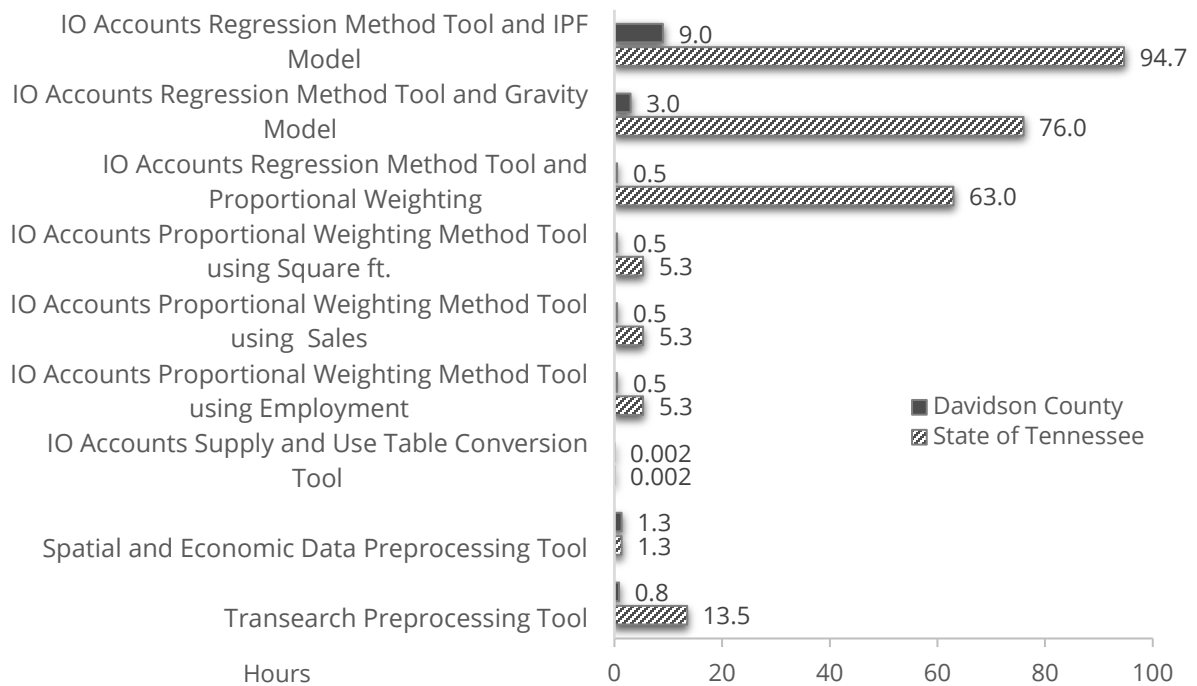 IO Accounts Regression Method Tool and IPF
Model
9.0
94.7
IO Accounts Regression Method Tool and Gravity
Model
3.0
76.0
IO Accounts Regression Method Tool and
Proportional Weighting
0.5
63.0
IO Accounts Proportional Weighting Method Tool
using Square ft.
0.5
5.3
IO Accounts Proportional Weighting Method Tool
using  Sales
0.5
5.3
IO Accounts Proportional Weighting Method Tool
using Employment
0.5
5.3
IO Accounts Supply and Use Table Conversion
Tool
0.002
0.002
Spatial and Economic Data Preprocessing Tool
1.3
1.3
Transearch Preprocessing Tool
0.8
13.5
Davidson County
State of Tennessee
Hours
0 20 40 60 80 100